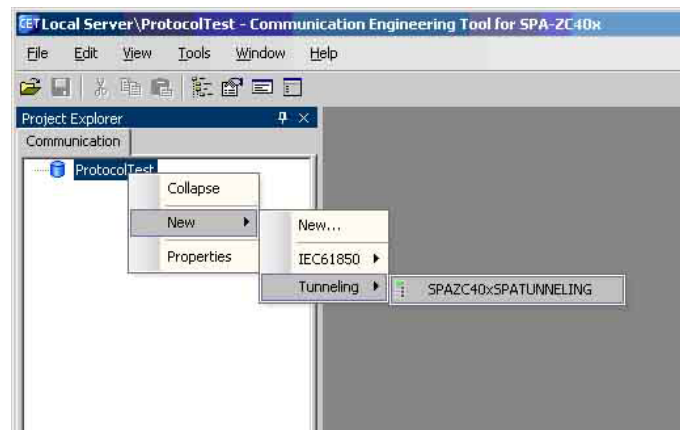 CET Local Server\ProtocolTest - Communication Engineering Tool for SPA-ZC40x
File Edit View Tools Window Help
Project Explorer
Communication
ProtocolTest
Collapse
New
Properties
New...
IEC61850
Tunneling
SPAZC40xSPATUNNELING